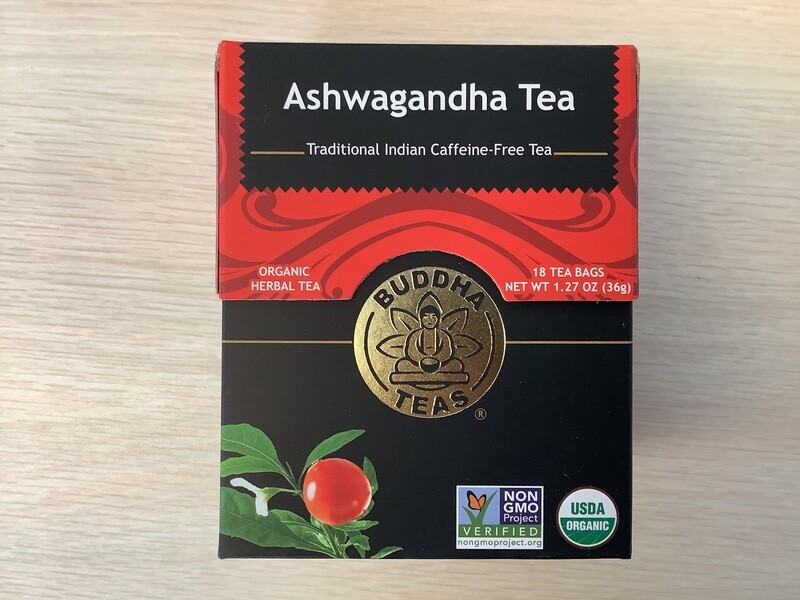 Ashwagandha Tea
Traditional Indian Caffeine-Free Tea
ORGANIC
HERBAL TEA
18 TEA BAGS
NET WT 1.27 OZ (36g)
BUDDHA
TEAS
®
NON
GMO
Project
VERIFIED
nongmoproject.org
USDA
ORGANIC